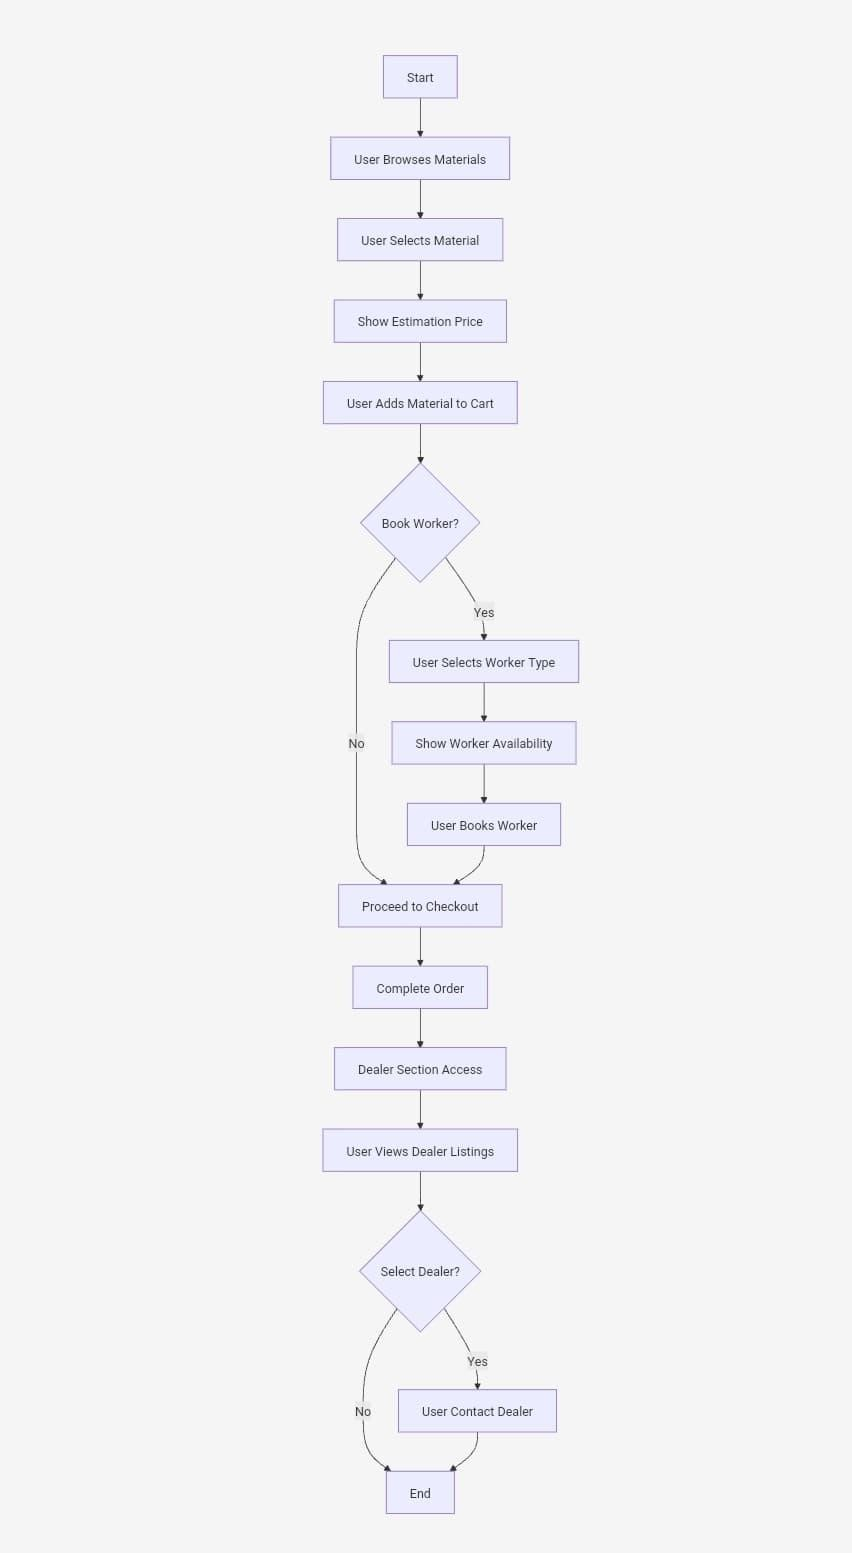 Start
User Browses Materials
User Selects Material
Show Estimation Price
User Adds Material to Cart
Book Worker?
Yes
User Selects Worker Type
No
Show Worker Availability
User Books Worker
Proceed to Checkout
Complete Order
Dealer Section Access
User Views Dealer Listings
Select Dealer?
Yes
No
User Contact Dealer
End